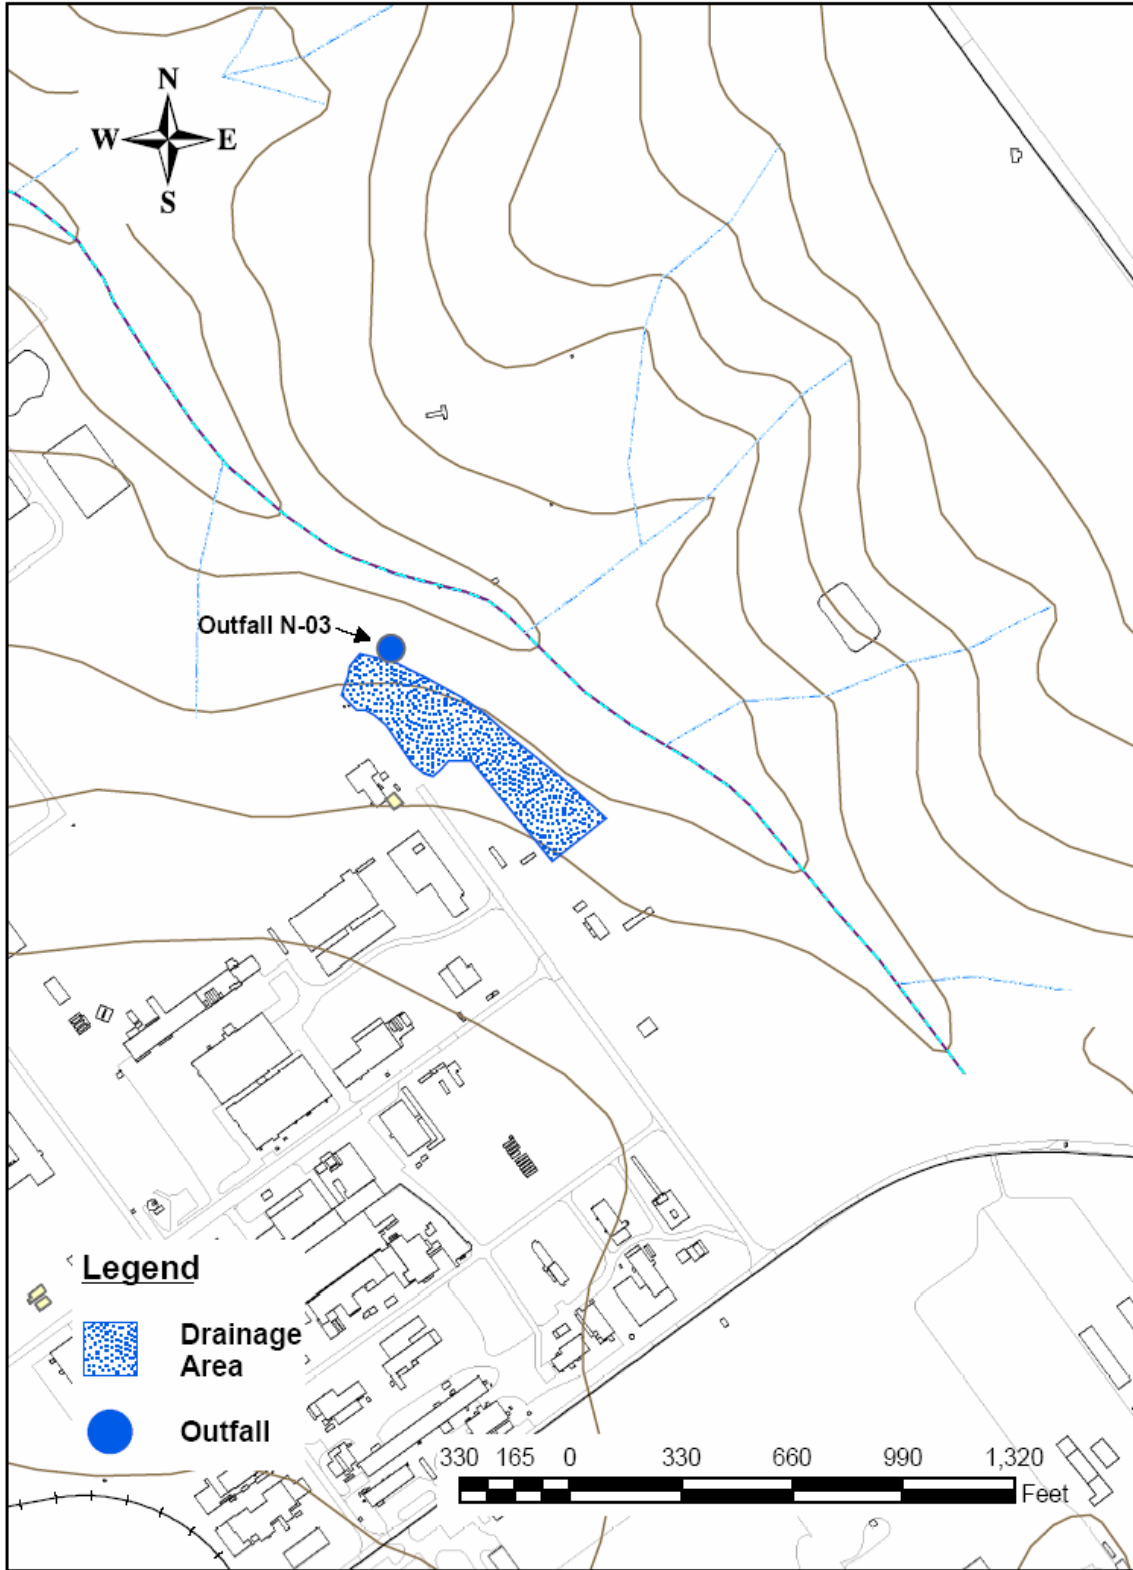 N
W E
S
Outfall N-03
Legend
Drainage
Area
Outfall
330 165 0 330 660 990 1,320
Feet